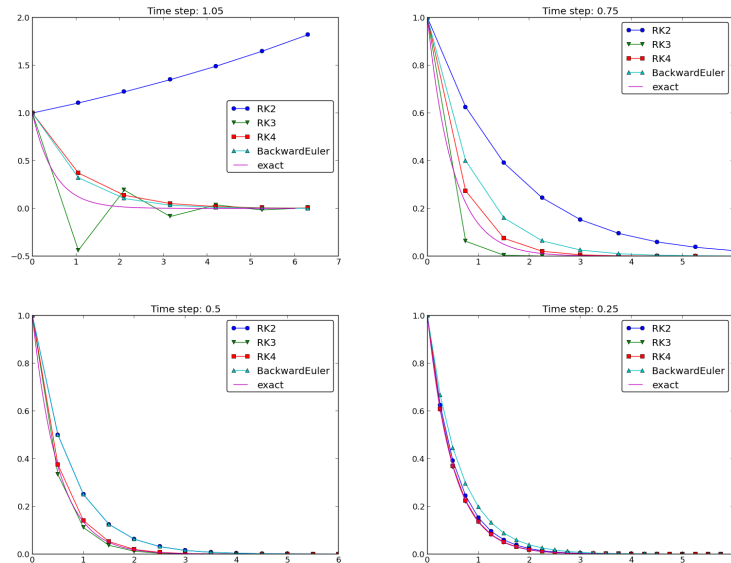 Time step: 1.05
2.0
1.5
1.0
0.5
0.0
−0.5
0 1 2 3 4 5 6 7
RK2
RK3
RK4
BackwardEuler
exact
Time step: 0.75
1.0
0.8
0.6
0.4
0.2
0.0
0 1 2 3 4 5
RK2
RK3
RK4
BackwardEuler
exact
Time step: 0.5
1.0
0.8
0.6
0.4
0.2
0.0
0 1 2 3 4 5 6
RK2
RK3
RK4
BackwardEuler
exact
Time step: 0.25
1.0
0.8
0.6
0.4
0.2
0.0
0 1 2 3 4 5
RK2
RK3
RK4
BackwardEuler
exact